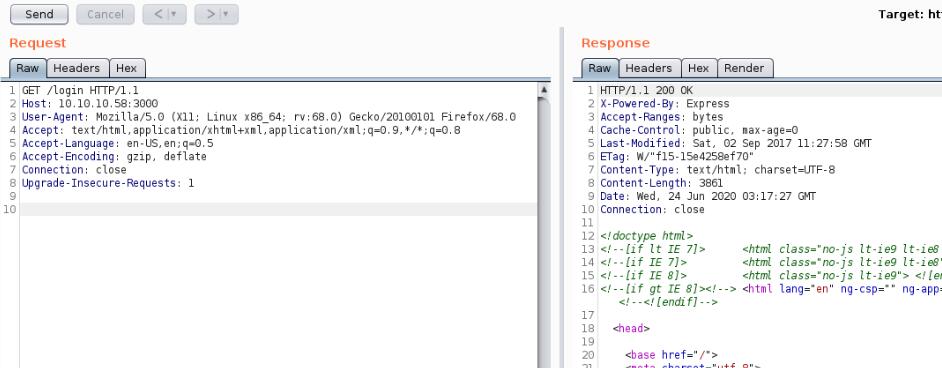 Send Cancel < > Target: ht
Request
Raw Headers Hex
1 GET /login HTTP/1.1
2 Host: 10.10.10.58:3000
3 User-Agent: Mozilla/5.0 (X11; Linux x86_64; rv:68.0) Gecko/20100101 Firefox/68.0
4 Accept: text/html,application/xhtml+xml,application/xml;q=0.9,*/*;q=0.8
5 Accept-Language: en-US,en;q=0.5
6 Accept-Encoding: gzip, deflate
7 Connection: close
8 Upgrade-Insecure-Requests: 1
9
10
Response
Raw Headers Hex Render
1 HTTP/1.1 200 OK
2 X-Powered-By: Express
3 Accept-Ranges: bytes
4 Cache-Control: public, max-age=0
5 Last-Modified: Sat, 02 Sep 2017 11:27:58 GMT
6 ETag: W/"f15-15e4258ef70"
7 Content-Type: text/html; charset=UTF-8
8 Content-Length: 3861
9 Date: Wed, 24 Jun 2020 03:17:27 GMT
10 Connection: close
11
12 <!doctype html>
13 <!--[if lt IE 7]> <html class="no-js lt-ie9 lt-ie8
14 <!--[if IE 7]> <html class="no-js lt-ie9 lt-ie8"
15 <!--[if IE 8]> <html class="no-js lt-ie9"> <![en
16 <!--[if gt IE 8]><!--> <html lang="en" ng-csp="" ng-app=
<!--<![endif]-->
17
18 <head>
19
20 <base href="/">
21 <meta charset="utf-8">